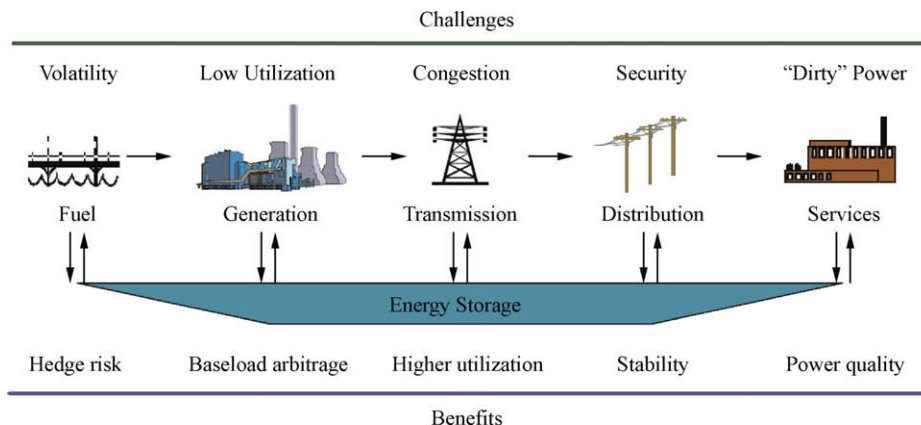 Challenges
Volatility Low Utilization Congestion Security “Dirty” Power
Fuel Generation Transmission Distribution Services
Energy Storage
Hedge risk Baseload arbitrage Higher utilization Stability Power quality
Benefits